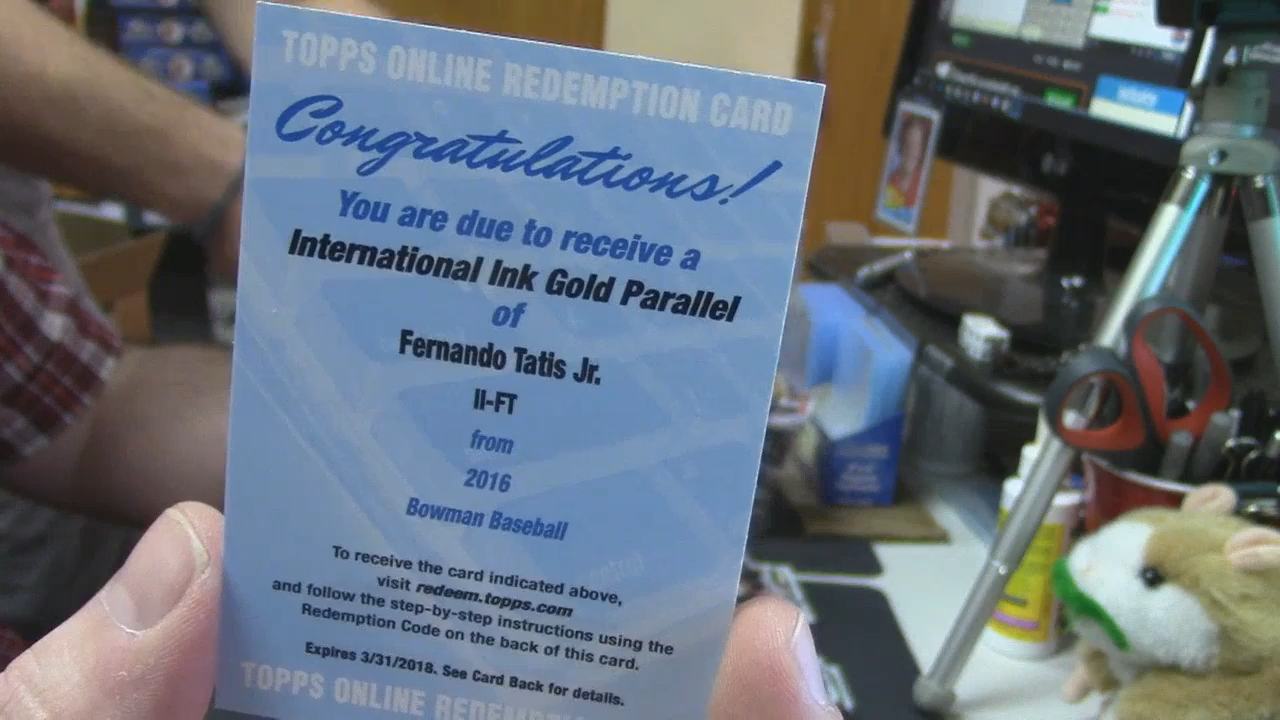 TOPPS ONLINE REDEMPTION CARD
Congratulations!
You are due to receive a
International Ink Gold Parallel
of
Fernando Tatis Jr.
II-FT
from
2016
Bowman Baseball
To receive the card indicated above,
visit redeem.topps.com
and follow the step-by-step instructions using the
Redemption Code on the back of this card.
Expires 3/31/2018. See Card Back for details.
TOPPS ONLINE REDEMPTION